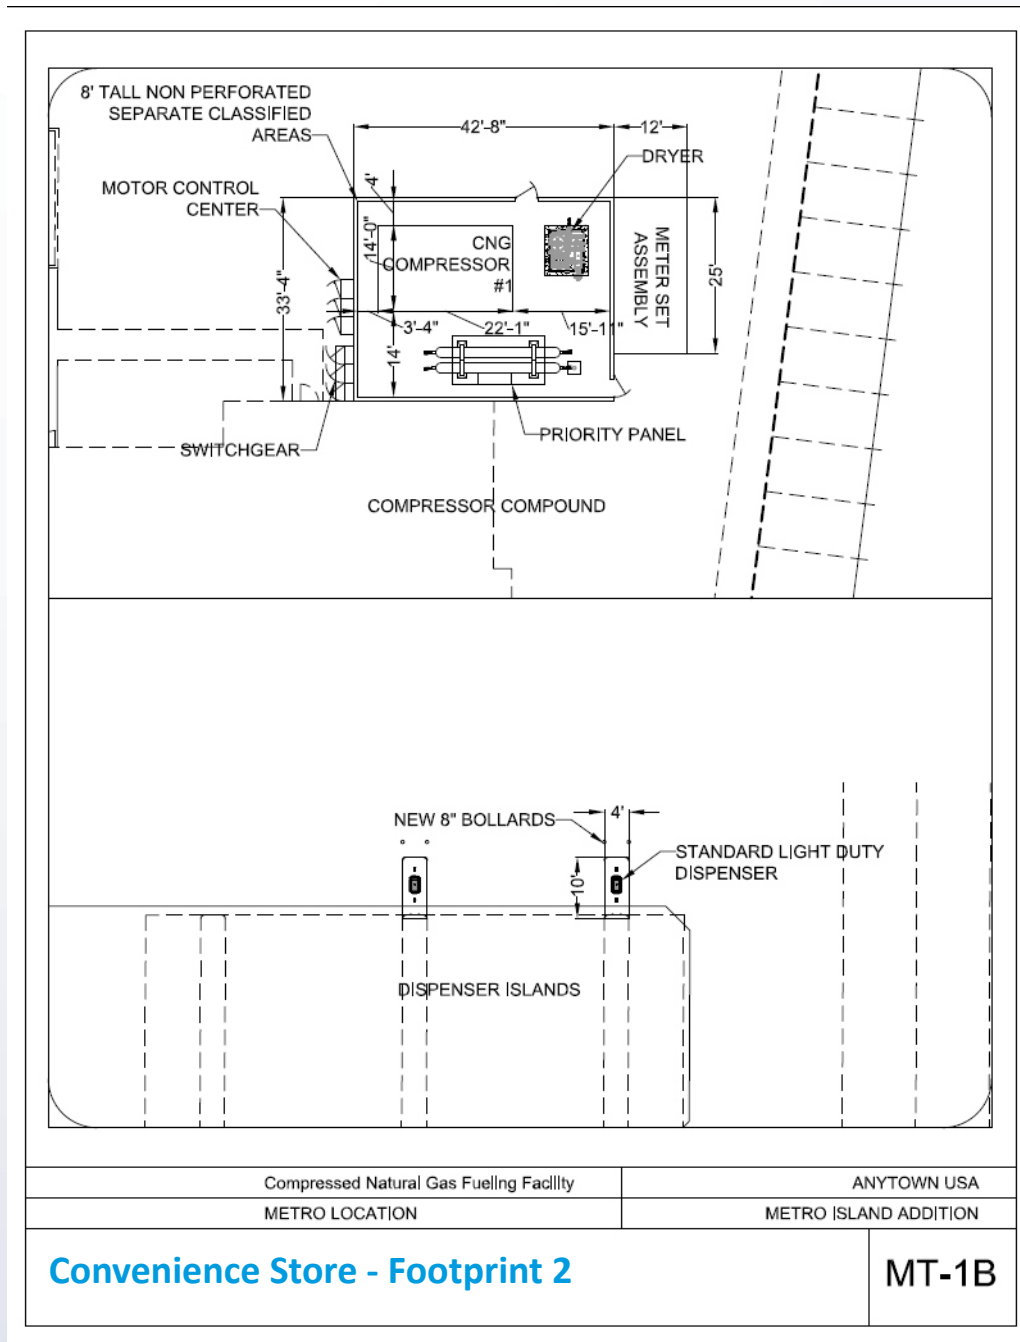 8' TALL NON PERFORATED
SEPARATE CLASSIFIED
AREAS
42'-8"
12'
DRYER
MOTOR CONTROL
CENTER
4'
14'-0"
CNG
COMPRESSOR
#1
METER SET
ASSEMBLY
25'
33'-4"
3'-4"
22'-1"
15'-11"
14'
SWITCHGEAR
PRIORITY PANEL
COMPRESSOR COMPOUND
NEW 8" BOLLARDS
4'
STANDARD LIGHT DUTY
DISPENSER
10'
DISPENSER ISLANDS
Compressed Natural Gas Fueling Facility
ANYTOWN USA
METRO LOCATION
METRO ISLAND ADDITION
Convenience Store - Footprint 2
MT-1B